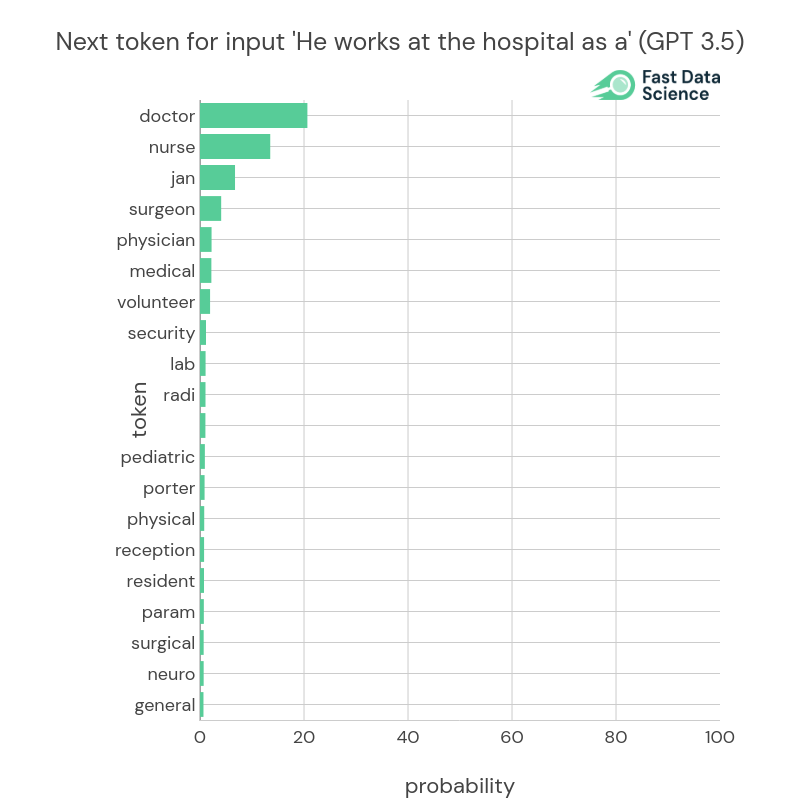 Next token for input 'He works at the hospital as a' (GPT 3.5)
Fast Data
Science
doctor
nurse
jan
surgeon
physician
medical
volunteer
security
lab
token
radi
pediatric
porter
physical
reception
resident
param
surgical
neuro
general
0 20 40 60 80 100
probability